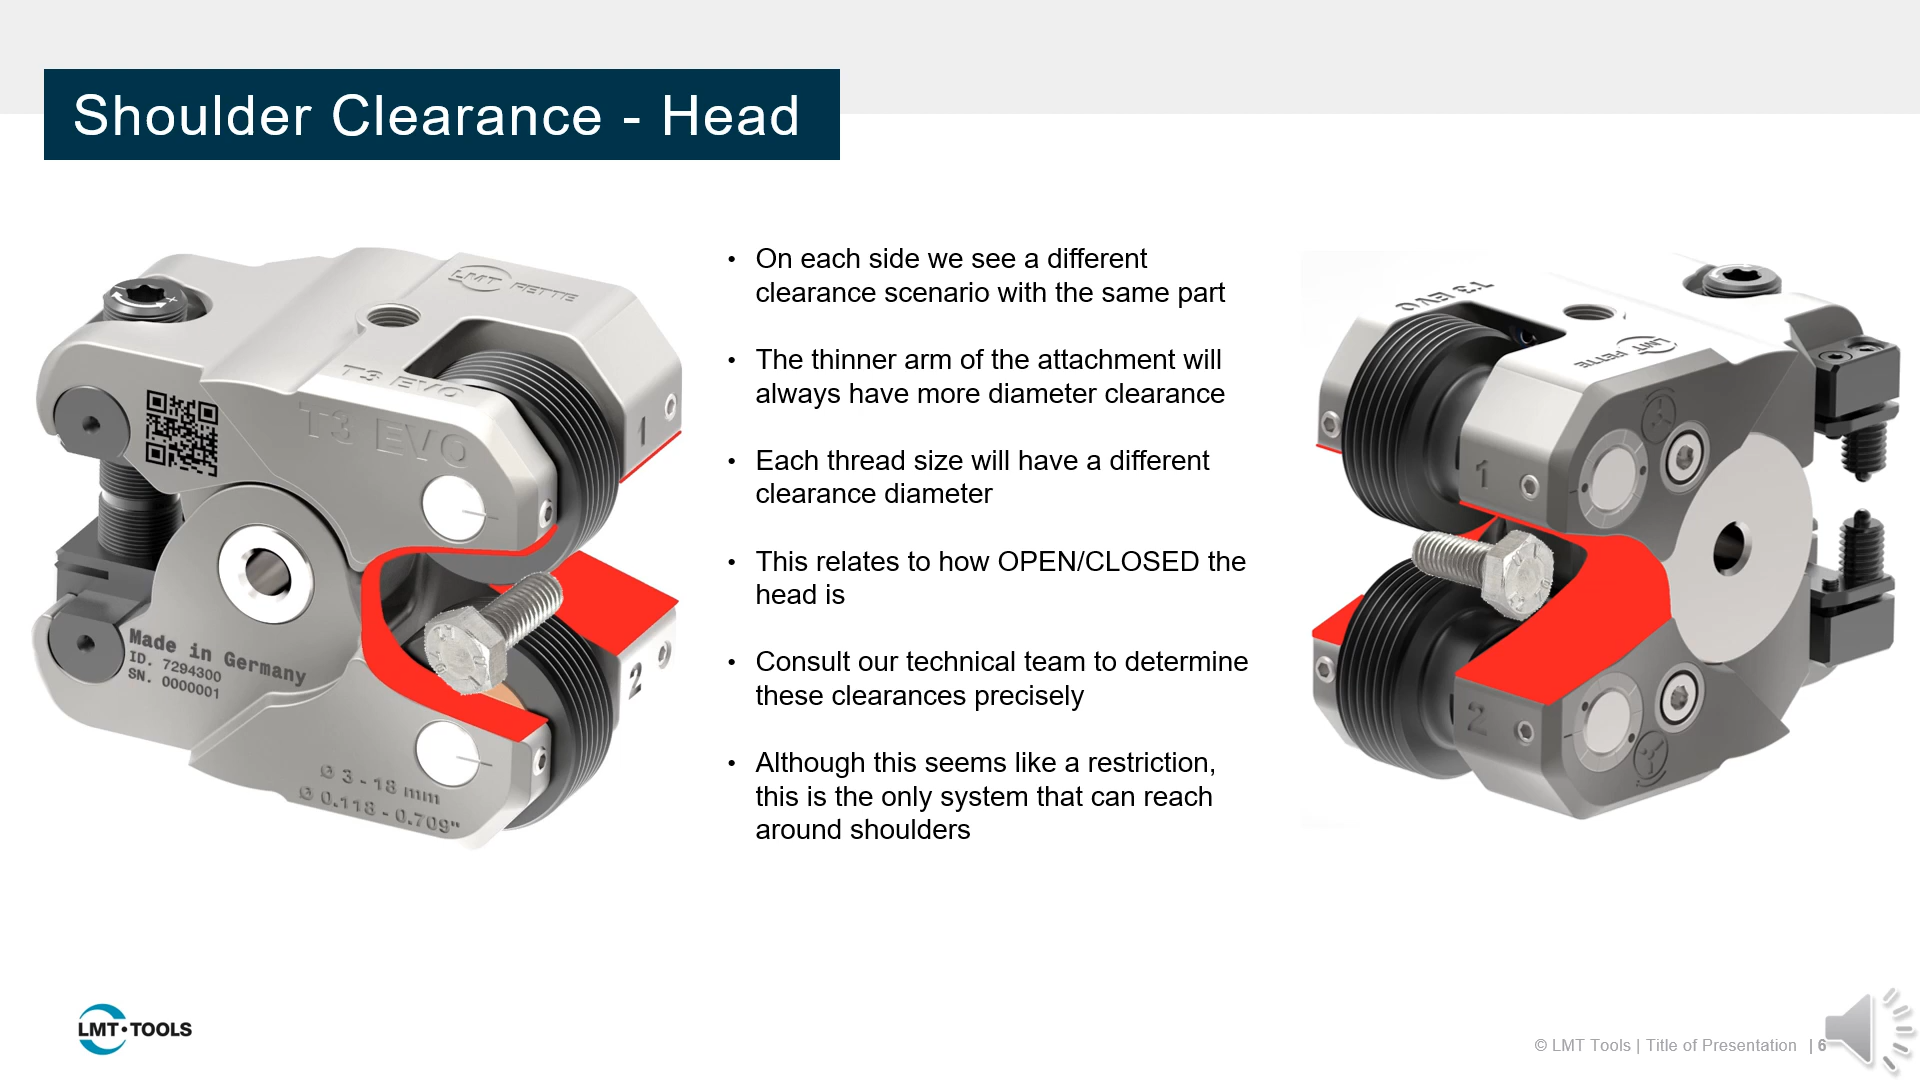 Shoulder Clearance - Head
LMT FETTE
T3 EVO
T3 EVO
1
Made in Germany
ID. 7294300
SN. 0000001
2
Ø 3 - 18 mm
Ø 0.118 - 0.709"
• On each side we see a different
clearance scenario with the same part
• The thinner arm of the attachment will
always have more diameter clearance
• Each thread size will have a different
clearance diameter
• This relates to how OPEN/CLOSED the
head is
• Consult our technical team to determine
these clearances precisely
• Although this seems like a restriction,
this is the only system that can reach
around shoulders
T3 EVO
LMT FETTE
1
2
LMT·TOOLS
© LMT Tools | Title of Presentation | 6